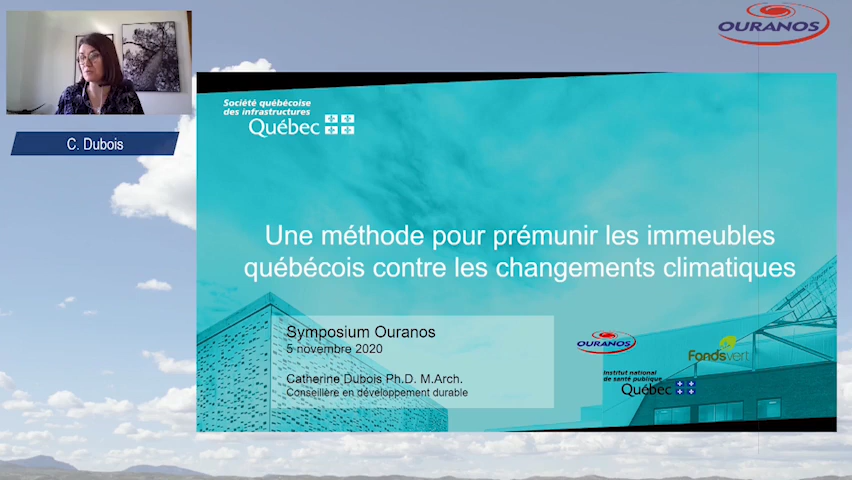 OURANOS
C. Dubois
Société québécoise
des infrastructures
Québec
Une méthode pour prémunir les immeubles
québécois contre les changements climatiques
Symposium Ouranos
5 novembre 2020
Catherine Dubois Ph.D. M.Arch.
Conseillère en développement durable
OURANOS
Fondsvert
Institut national
de santé publique
Québec